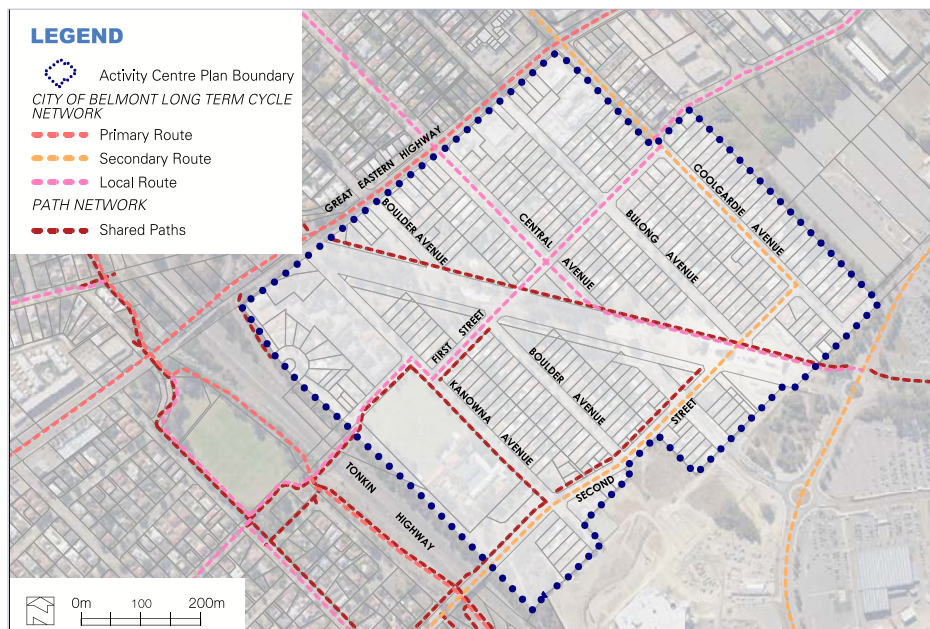 LEGEND
Activity Centre Plan Boundary
CITY OF BELMONT LONG TERM CYCLE
NETWORK
Primary Route
Secondary Route
Local Route
PATH NETWORK
Shared Paths
GREAT EASTERN HIGHWAY
BOULDER AVENUE
CENTRAL
AVENUE
BULONG
AVENUE
COOLGARDIE
AVENUE
FIRST STREET
BOULDER
AVENUE
KANOWNA
AVENUE
SECOND
STREET
TONKIN
HIGHWAY
0m 100 200m